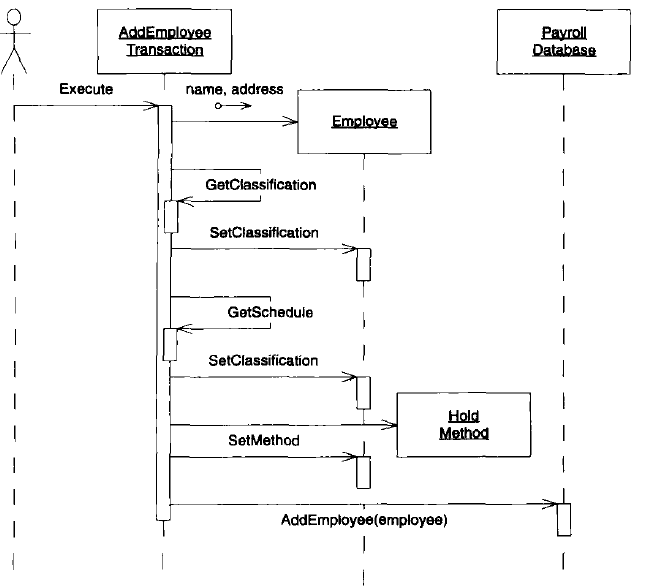 AddEmployee
Transaction
Payroll
Database
Execute
name, address
Employee
GetClassification
SetClassification
GetSchedule
SetClassification
Hold
Method
SetMethod
AddEmployee(employee)